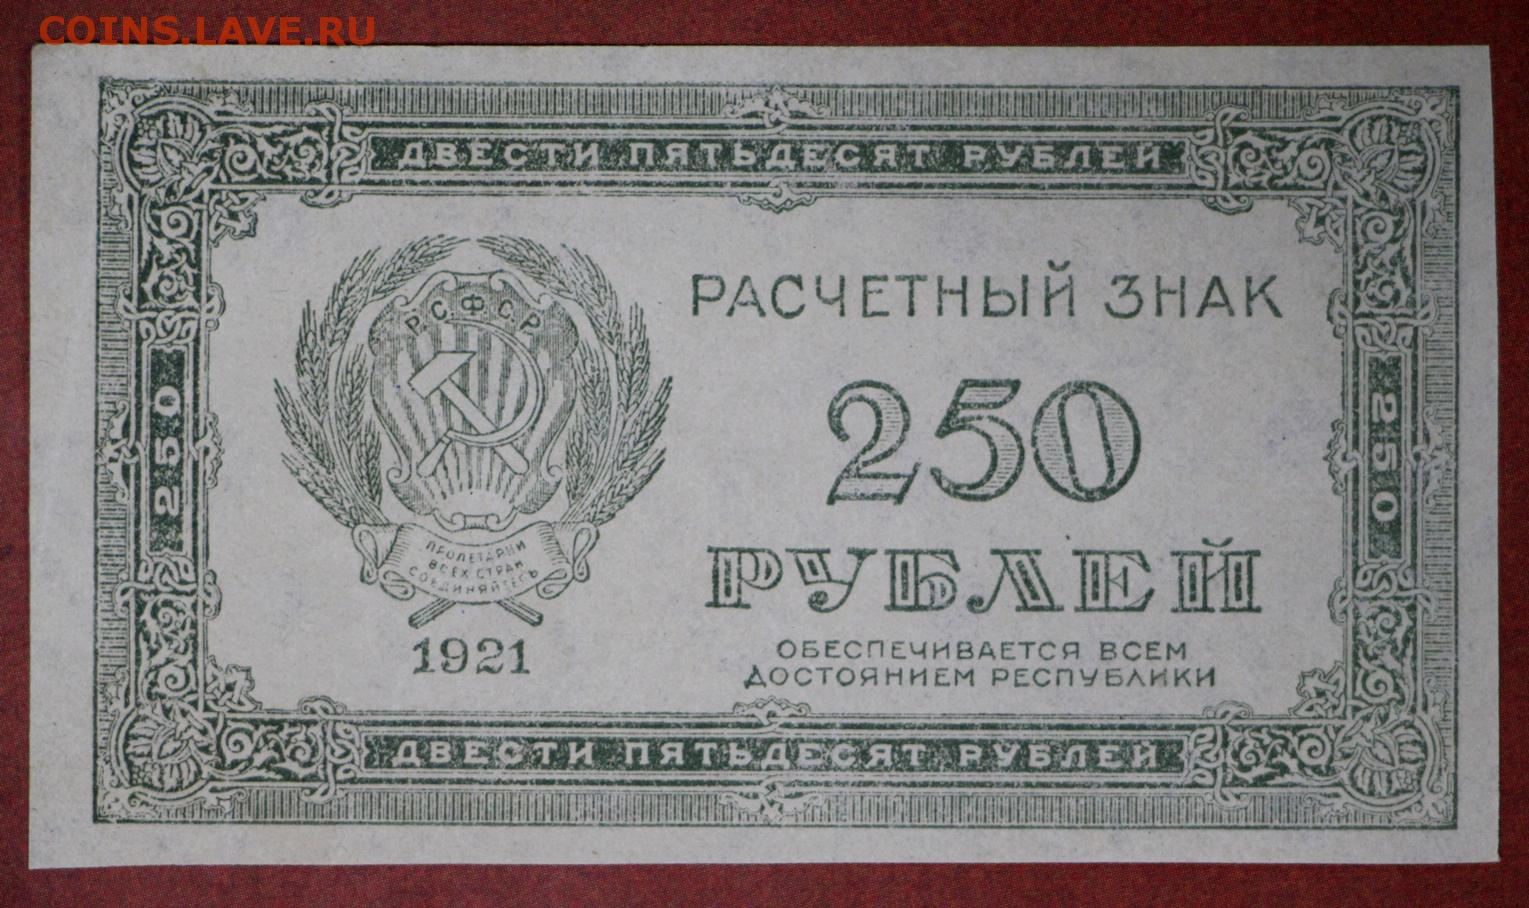 COINS.LAVE.RU
ДВЕСТИ ПЯТЬДЕСЯТ РУБЛЕЙ
РСФСР
РАСЧЕТНЫЙ ЗНАК
250
250
250
РУБЛЕЙ
ПРОЛЕТАРИИ
ВСЕХ СТРАН
СОЕДИНЯЙТЕСЬ
1921
ОБЕСПЕЧИВАЕТСЯ ВСЕМ
ДОСТОЯНИЕМ РЕСПУБЛИКИ
ДВЕСТИ ПЯТЬДЕСЯТ РУБЛЕЙ